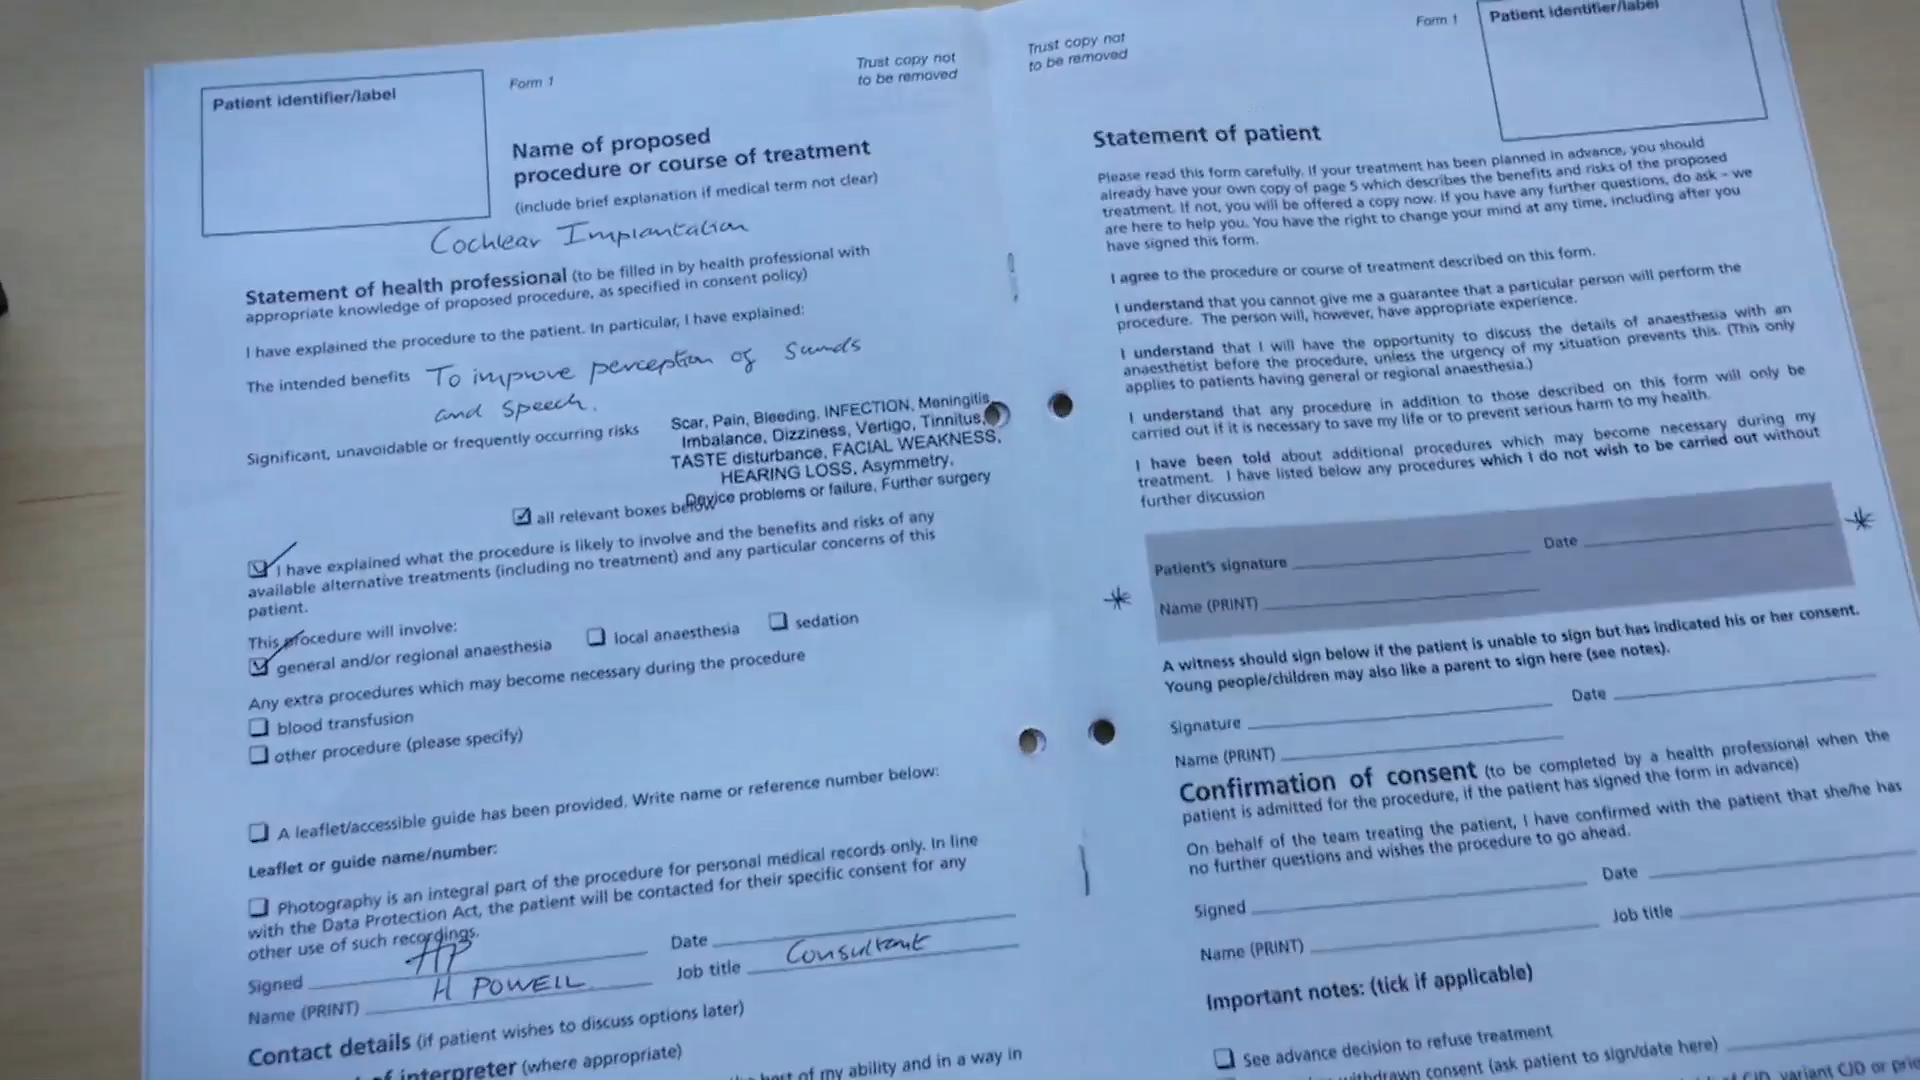 Patient identifier/label
Form 1
Trust copy not
to be removed
Name of proposed
procedure or course of treatment
(include brief explanation if medical term not clear)
Cochlear Implantation
Statement of health professional (to be filled in by health professional with
appropriate knowledge of proposed procedure, as specified in consent policy)
I have explained the procedure to the patient. In particular, I have explained:
The intended benefits To improve perception of sounds
and speech.
Significant, unavoidable or frequently occurring risks
Scar, Pain, Bleeding, INFECTION, Meningitis,
Imbalance, Dizziness, Vertigo, Tinnitus,
TASTE disturbance, FACIAL WEAKNESS,
HEARING LOSS, Asymmetry,
Device problems or failure, Further surgery
all relevant boxes below
I have explained what the procedure is likely to involve and the benefits and risks of any
available alternative treatments (including no treatment) and any particular concerns of this
patient.
This procedure will involve:
general and/or regional anaesthesia local anaesthesia sedation
Any extra procedures which may become necessary during the procedure
blood transfusion
other procedure (please specify)
A leaflet/accessible guide has been provided. Write name or reference number below:
Leaflet or guide name/number:
Photography is an integral part of the procedure for personal medical records only. In line
with the Data Protection Act, the patient will be contacted for their specific consent for any
other use of such recordings.
Signed HP Date
Name (PRINT) H POWELL Job title Consultant
Contact details (if patient wishes to discuss options later)
of interpreter (where appropriate)
best of my ability and in a way in
Trust copy not
to be removed
Form 1
Patient identifier/label
Statement of patient
Please read this form carefully. If your treatment has been planned in advance, you should
already have your own copy of page 5 which describes the benefits and risks of the proposed
treatment. If not, you will be offered a copy now. If you have any further questions, do ask – we
are here to help you. You have the right to change your mind at any time, including after you
have signed this form.
I agree to the procedure or course of treatment described on this form.
I understand that you cannot give me a guarantee that a particular person will perform the
procedure. The person will, however, have appropriate experience.
I understand that I will have the opportunity to discuss the details of anaesthesia with an
anaesthetist before the procedure, unless the urgency of my situation prevents this. (This only
applies to patients having general or regional anaesthesia.)
I understand that any procedure in addition to those described on this form will only be
carried out if it is necessary to save my life or to prevent serious harm to my health.
I have been told about additional procedures which may become necessary during my
treatment. I have listed below any procedures which I do not wish to be carried out without
further discussion
Patient's signature Date
Name (PRINT)
A witness should sign below if the patient is unable to sign but has indicated his or her consent.
Young people/children may also like a parent to sign here (see notes).
Signature Date
Name (PRINT)
Confirmation of consent (to be completed by a health professional when the
patient is admitted for the procedure, if the patient has signed the form in advance)
On behalf of the team treating the patient, I have confirmed with the patient that she/he has
no further questions and wishes the procedure to go ahead.
Signed Date
Name (PRINT) Job title
Important notes: (tick if applicable)
See advance decision to refuse treatment
withdrawn consent (ask patient to sign/date here)
CJD, variant CJD or